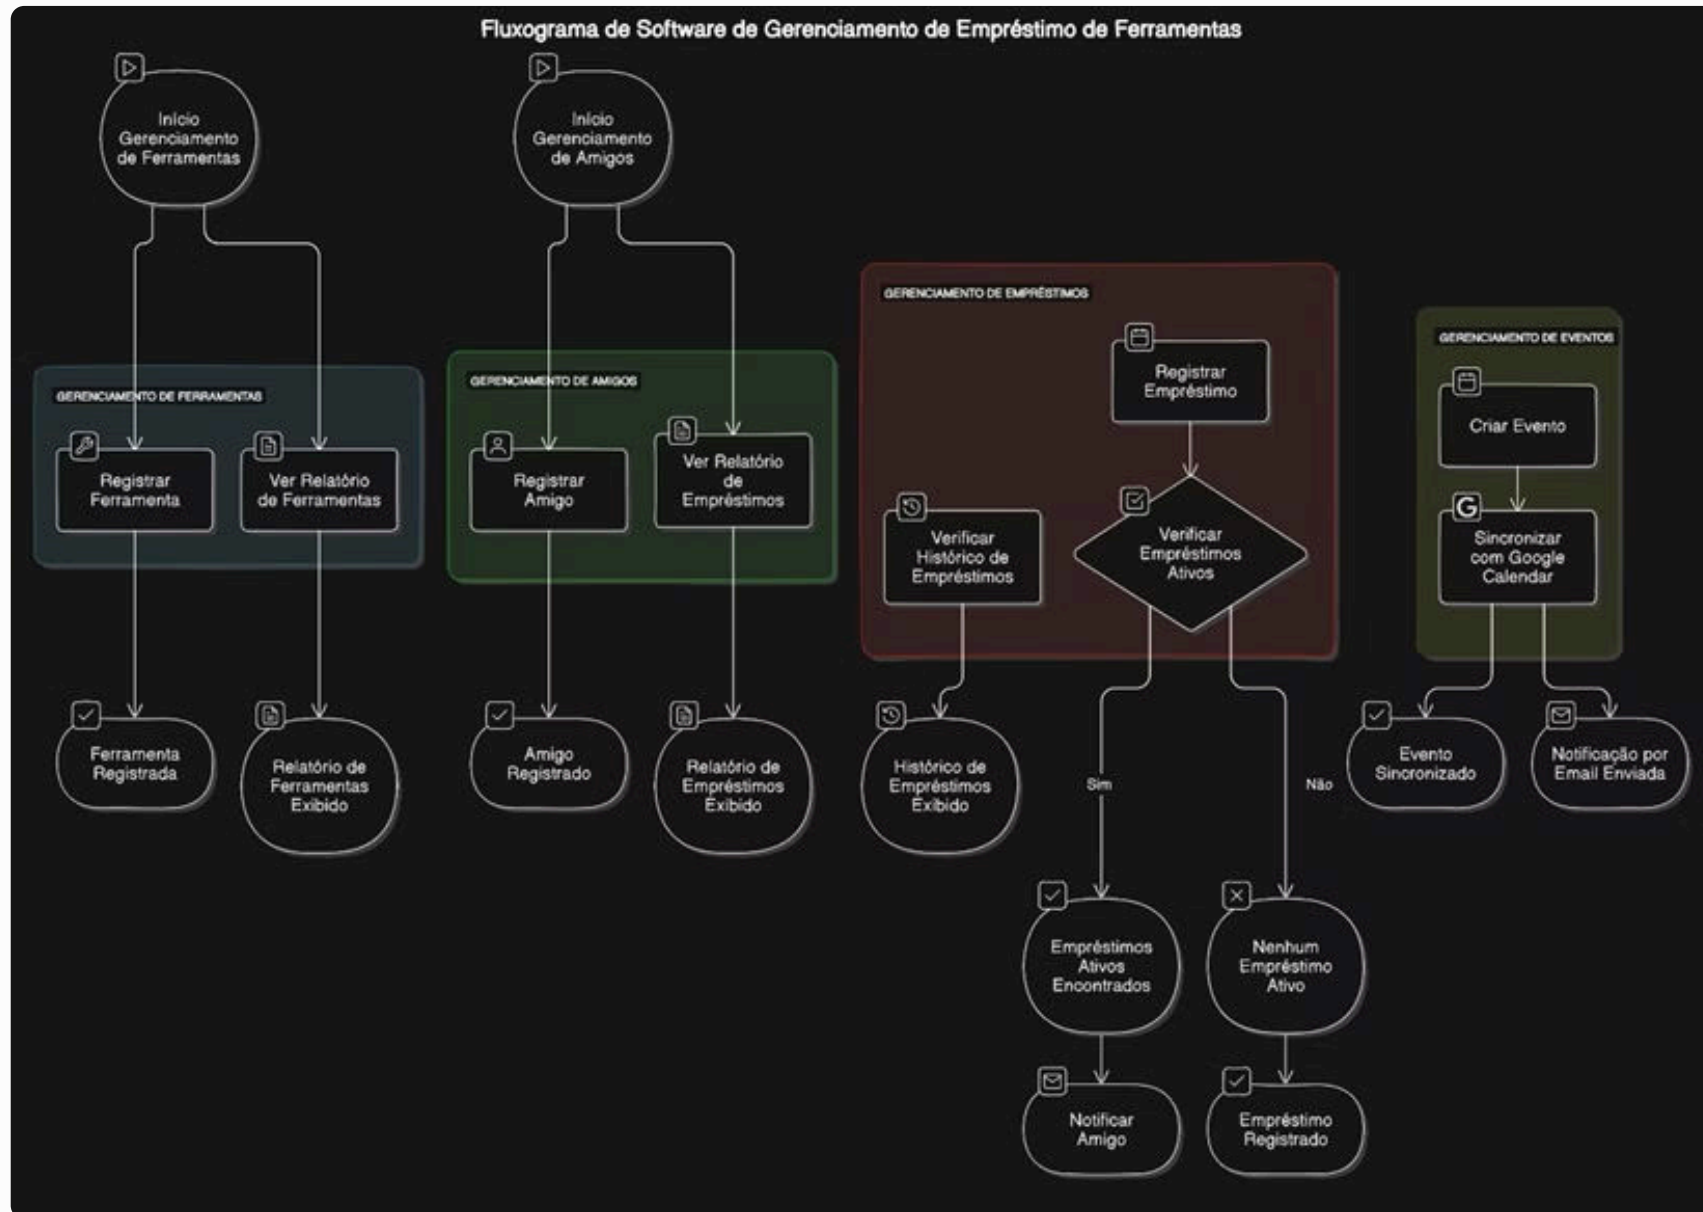 Fluxograma de Software de Gerenciamento de Empréstimo de Ferramentas
Início
Gerenciamento
de Ferramentas
Início
Gerenciamento
de Amigos
GERENCIAMENTO DE FERRAMENTAS
Registrar
Ferramenta
Ver Relatório
de Ferramentas
GERENCIAMENTO DE AMIGOS
Registrar
Amigo
Ver Relatório
de
Empréstimos
GERENCIAMENTO DE EMPRÉSTIMOS
Registrar
Empréstimo
Verificar
Histórico de
Empréstimos
Verificar
Empréstimos
Ativos
GERENCIAMENTO DE EVENTOS
Criar Evento
G
Sincronizar
com Google
Calendar
Ferramenta
Registrada
Relatório de
Ferramentas
Exibido
Amigo
Registrado
Relatório de
Empréstimos
Exibido
Histórico de
Empréstimos
Exibido
Sim
Não
Evento
Sincronizado
Notificação por
Email Enviada
Empréstimos
Ativos
Encontrados
Nenhum
Empréstimo
Ativo
Notificar
Amigo
Empréstimo
Registrado